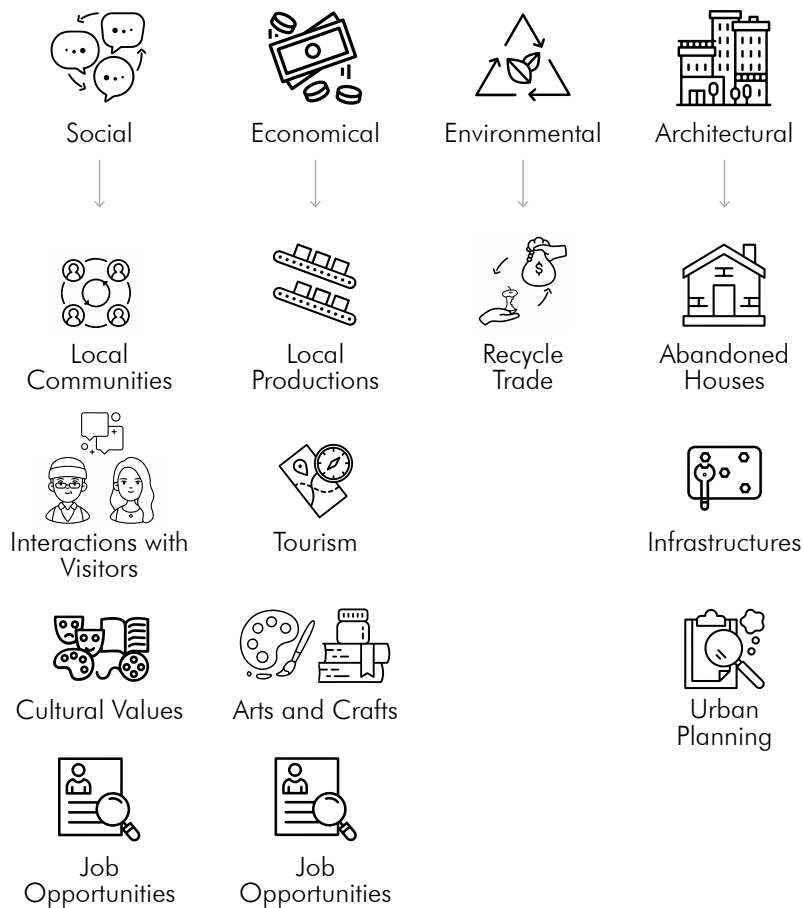 Social
Economical
Environmental
Architectural
Local
Communities
Local
Productions
Recycle
Trade
Abandoned
Houses
Interactions with
Visitors
Tourism
Infrastructures
Cultural Values
Arts and Crafts
Urban
Planning
Job
Opportunities
Job
Opportunities
$